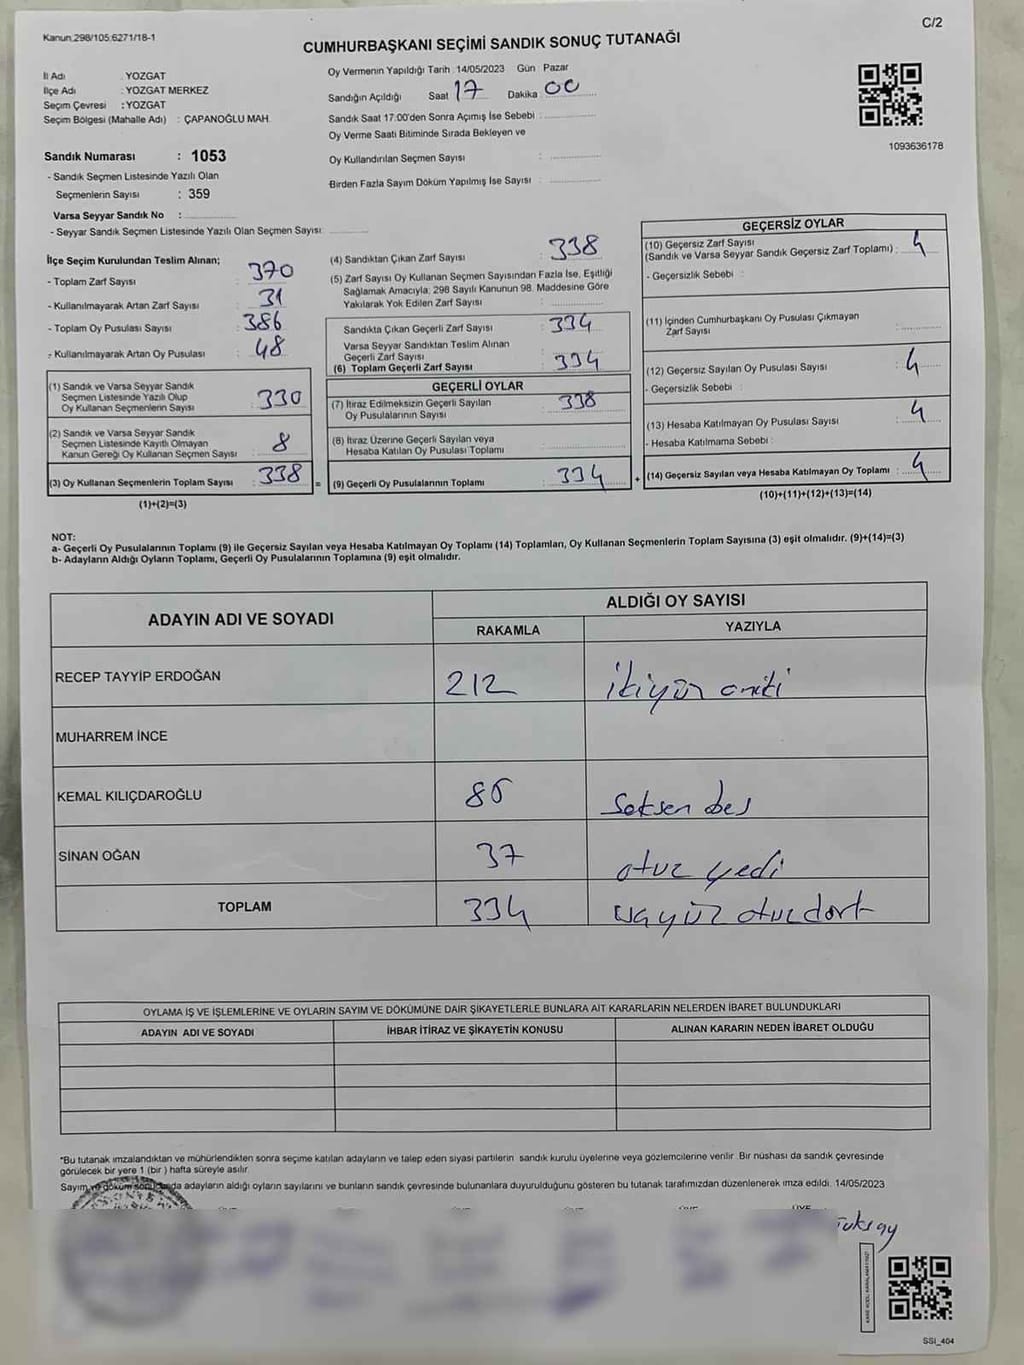 Kanun 298/105 6271/18-1
C/2
CUMHURBAŞKANI SEÇİMİ SANDIK SONUÇ TUTANAĞI
İl Adı : YOZGAT
İlçe Adı : YOZGAT MERKEZ
Seçim Çevresi : YOZGAT
Seçim Bölgesi (Mahalle Adı) : ÇAPANOĞLU MAH.
Sandık Numarası : 1053
- Sandık Seçmen Listesinde Yazılı Olan
Seçmenlerin Sayısı : 359
Varsa Seyyar Sandık No :
- Seyyar Sandık Seçmen Listesinde Yazılı Olan Seçmen Sayısı:
Oy Vermenin Yapıldığı Tarih : 14/05/2023 Gün : Pazar
Sandığın Açıldığı Saat 17 Dakika 00
Sandık Saat 17:00'den Sonra Açımış İse Sebebi :
Oy Verme Saati Bitiminde Sırada Bekleyen ve
Oy Kullandırılan Seçmen Sayısı :
Birden Fazla Sayım Döküm Yapılmış İse Sayısı :
1093636178
İlçe Seçim Kurulundan Teslim Alınan;
- Toplam Zarf Sayısı : 370
- Kullanılmayarak Artan Zarf Sayısı : 31
- Toplam Oy Pusulası Sayısı : 386
- Kullanılmayarak Artan Oy Pusulası : 48
(1) Sandık ve Varsa Seyyar Sandık
Seçmen Listesinde Yazılı Olup
Oy Kullanan Seçmenlerin Sayısı : 330
(2) Sandık ve Varsa Seyyar Sandık
Seçmen Listesinde Kayıtlı Olmayan
Kanun Gereği Oy Kullanan Seçmen Sayısı : 8
(3) Oy Kullanan Seçmenlerin Toplam Sayısı : 338
(1)+(2)=(3)
(4) Sandıktan Çıkan Zarf Sayısı : 338
(5) Zarf Sayısı Oy Kullanan Seçmen Sayısından Fazla İse, Eşitliği
Sağlamak Amacıyla; 298 Sayılı Kanunun 98. Maddesine Göre
Yakılarak Yok Edilen Zarf Sayısı :
Sandıkta Çıkan Geçerli Zarf Sayısı : 334
Varsa Seyyar Sandıktan Teslim Alınan
Geçerli Zarf Sayısı :
(6) Toplam Geçerli Zarf Sayısı 334
GEÇERLİ OYLAR
(7) İtiraz Edilmeksizin Geçerli Sayılan
Oy Pusulalarının Sayısı : 338
(8) İtiraz Üzerine Geçerli Sayılan veya
Hesaba Katılan Oy Pusulası Toplamı :
= (9) Geçerli Oy Pusulalarının Toplamı : 334
GEÇERSİZ OYLAR
(10) Geçersiz Zarf Sayısı
(Sandık ve Varsa Seyyar Sandık Geçersiz Zarf Toplamı) : 4
- Geçersizlik Sebebi :
(11) İçinden Cumhurbaşkanı Oy Pusulası Çıkmayan
Zarf Sayısı :
(12) Geçersiz Sayılan Oy Pusulası Sayısı : 4
- Geçersizlik Sebebi :
(13) Hesaba Katılmayan Oy Pusulası Sayısı : 4
- Hesaba Katılmama Sebebi :
+ (14) Geçersiz Sayılan veya Hesaba Katılmayan Oy Toplamı : 4
(10)+(11)+(12)+(13)=(14)
NOT:
a- Geçerli Oy Pusulalarının Toplamı (9) ile Geçersiz Sayılan veya Hesaba Katılmayan Oy Toplamı (14) Toplamları, Oy Kullanan Seçmenlerin Toplam Sayısına (3) eşit olmalıdır. (9)+(14)=(3)
b- Adayların Aldığı Oyların Toplamı, Geçerli Oy Pusulalarının Toplamına (9) eşit olmalıdır.
ADAYIN ADI VE SOYADI
ALDIĞI OY SAYISI
RAKAMLA YAZIYLA
RECEP TAYYİP ERDOĞAN 212 ikiyüz oniki
MUHARREM İNCE
KEMAL KILIÇDAROĞLU 85 Seksen beş
SİNAN OĞAN 37 otuz yedi
TOPLAM 334 üçyüz otuzdört
OYLAMA İŞ VE İŞLEMLERİNE VE OYLARIN SAYIM VE DÖKÜMÜNE DAİR ŞİKAYETLERLE BUNLARA AİT KARARLARIN NELERDEN İBARET BULUNDUKLARI
ADAYIN ADI VE SOYADI İHBAR İTİRAZ VE ŞİKAYETİN KONUSU ALINAN KARARIN NEDEN İBARET OLDUĞU
*Bu tutanak imzalandıktan ve mühürlendikten sonra seçime katılan adayların ve talep eden siyasi partilerin sandık kurulu üyelerine veya gözlemcilerine verilir. Bir nüshası da sandık çevresinde
görülecek bir yere 1 (bir) hafta süreyle asılır.
Sayım ve döküm sonucunda adayların aldığı oyların sayılarını ve bunların sandık çevresinde bulunanlara duyurulduğunu gösteren bu tutanak tarafımızdan düzenlenerek imza edildi. 14/05/2023
SSI_404